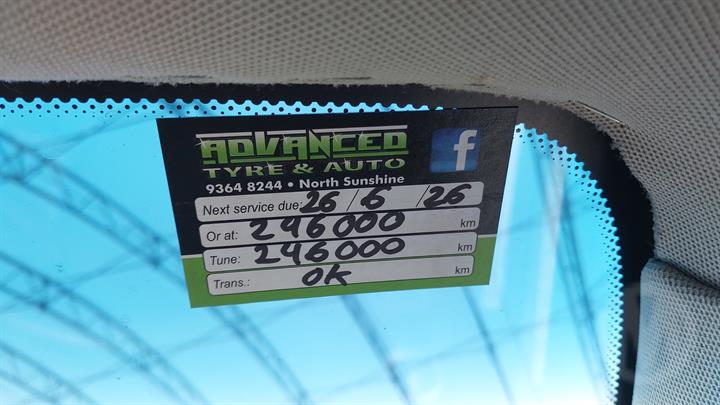 ADVANCED
TYRE & AUTO
9364 8244 • North Sunshine
f
Next service due: 26/6/26
Or at: 246000 km
Tune: 246000 km
Trans.: OK km